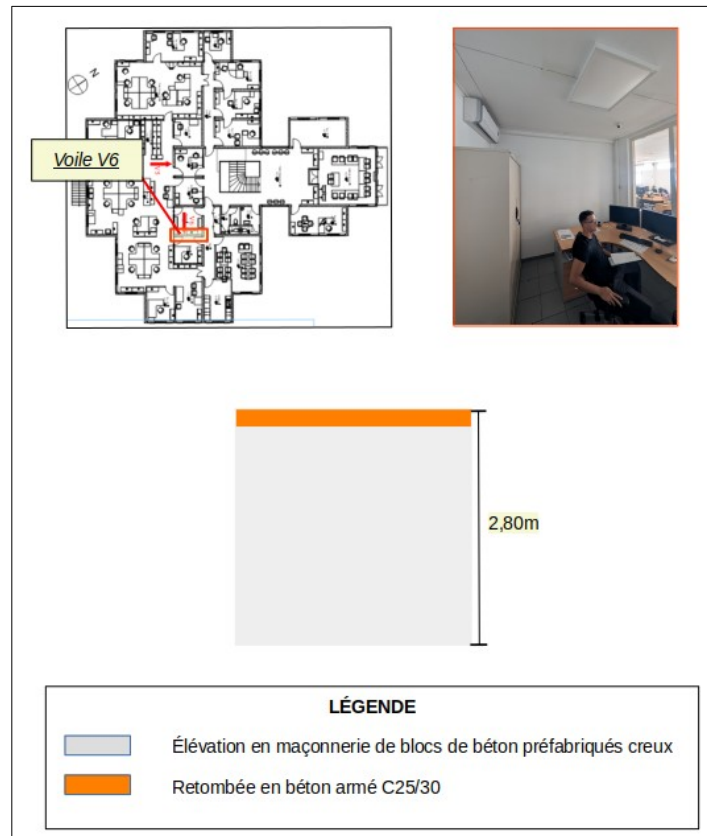 N
Voile V6
2,80m
LÉGENDE
Élévation en maçonnerie de blocs de béton préfabriqués creux
Retombée en béton armé C25/30